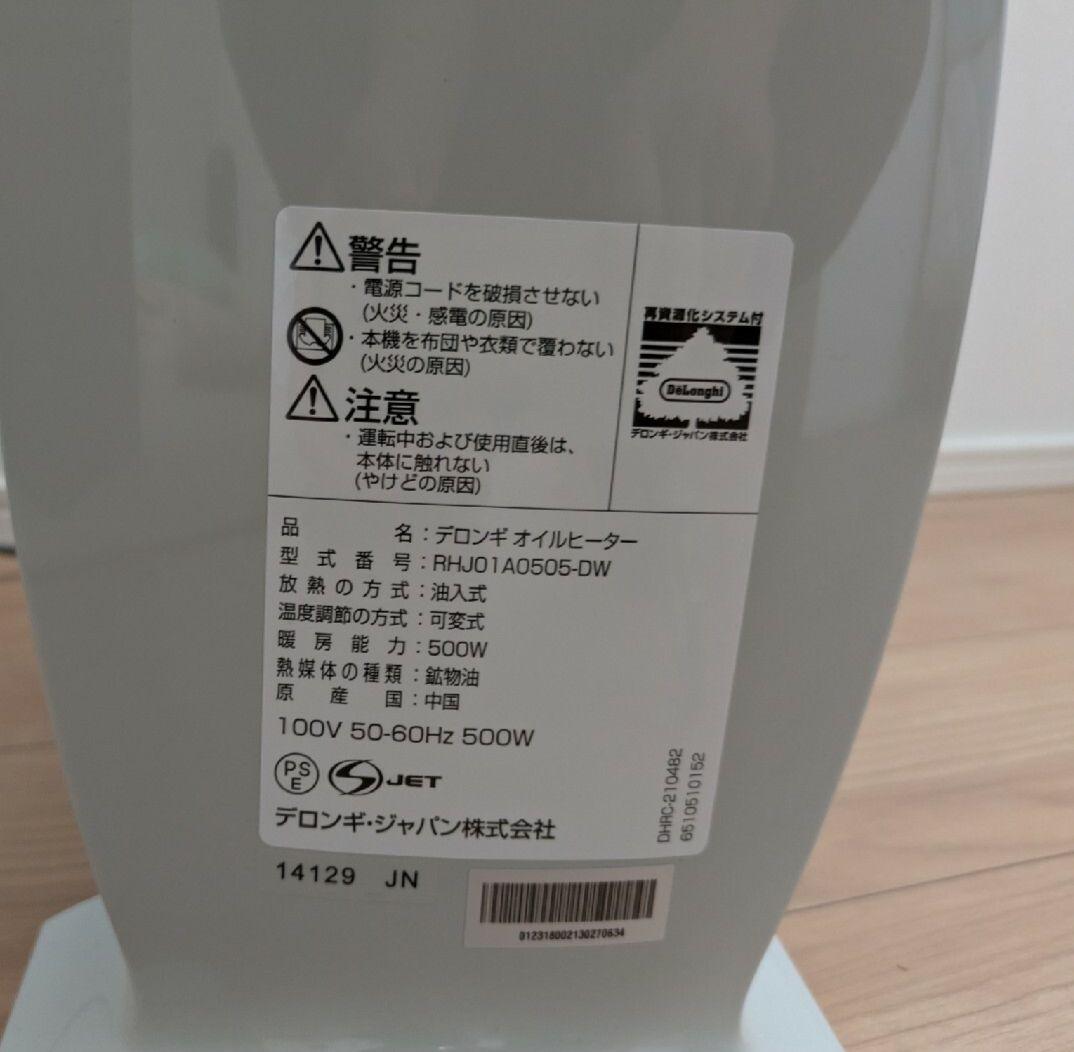 警告
・電源コードを破損させない
(火災・感電の原因)
・本機を布団や衣類で覆わない
(火災の原因)
注意
・運転中および使用直後は、
本体に触れない
(やけどの原因)
再資源化システム付
DeLonghi
デロンギ・ジャパン株式会社
品名：デロンギ オイルヒーター
型式番号：RHJ01A0505-DW
放熱の方式：油入式
温度調節の方式：可変式
暖房能力：500W
熱媒体の種類：鉱物油
原産国：中国
100V 50-60Hz 500W
PSE
JET
デロンギ・ジャパン株式会社
DHRC-210482
6510510152
14129 JN
012318002130270634